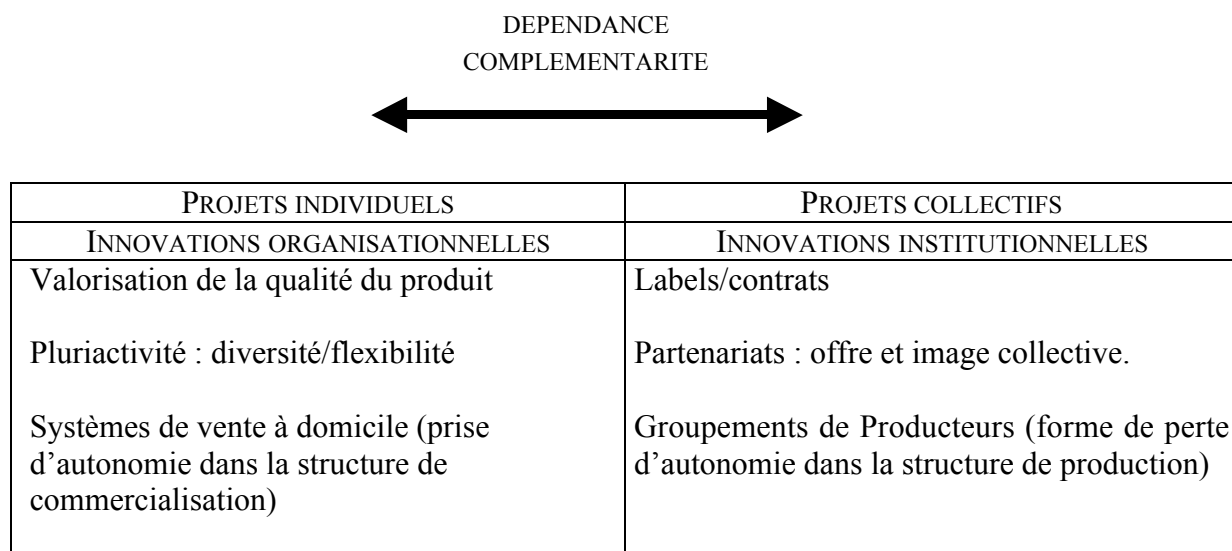 DEPENDANCE
COMPLEMENTARITE
PROJETS INDIVIDUELS
PROJETS COLLECTIFS
INNOVATIONS ORGANISATIONNELLES
INNOVATIONS INSTITUTIONNELLES
Valorisation de la qualité du produit
Labels/contrats
Pluriactivité : diversité/flexibilité
Partenariats : offre et image collective.
Systèmes de vente à domicile (prise
d’autonomie dans la structure de
commercialisation)
Groupements de Producteurs (forme de perte
d’autonomie dans la structure de production)